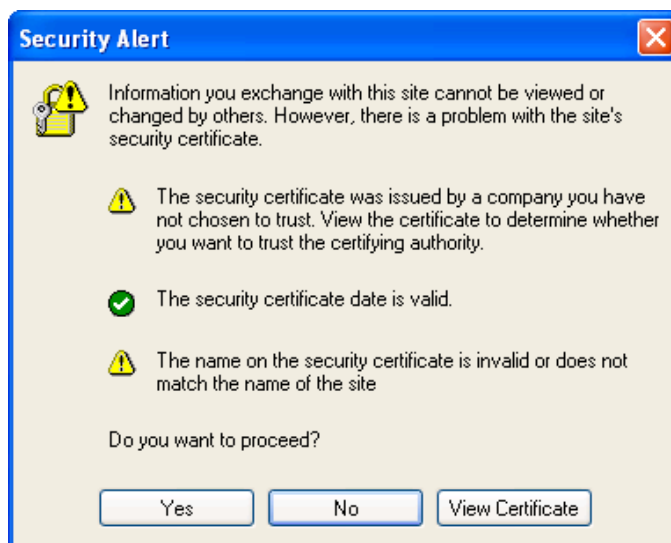 Security Alert
Information you exchange with this site cannot be viewed or
changed by others. However, there is a problem with the site's
security certificate.
The security certificate was issued by a company you have
not chosen to trust. View the certificate to determine whether
you want to trust the certifying authority.
The security certificate date is valid.
The name on the security certificate is invalid or does not
match the name of the site
Do you want to proceed?
Yes
No
View Certificate